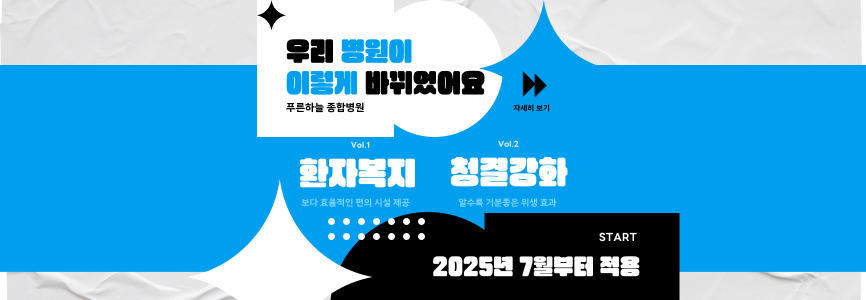 우리 병원이
이렇게 바뀌었어요
푸른하늘 종합병원
자세히 보기
Vol.1
환자복지
보다 효율적인 편의 시설 제공
Vol.2
청결강화
알수록 기분좋은 위생 효과
START
2025년 7월부터 적용